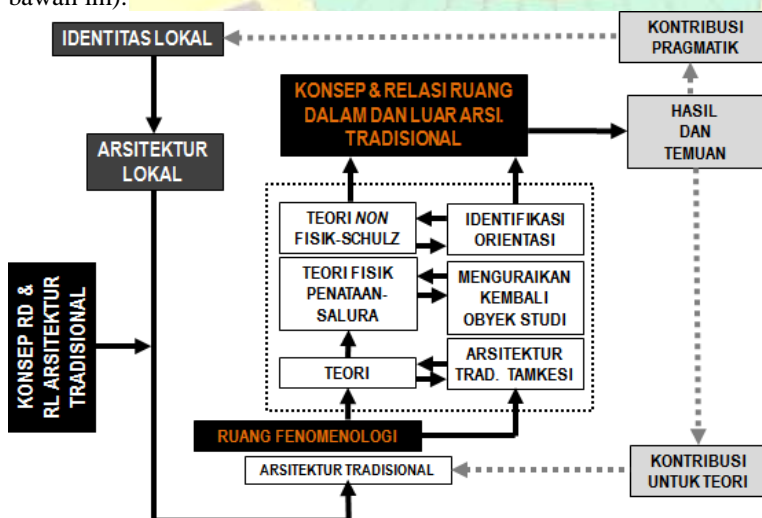 bawah ini):
IDENTITAS LOKAL
KONTRIBUSI
PRAGMATIK
KONSEP & RELASI RUANG
DALAM DAN LUAR ARSI.
TRADISIONAL
HASIL
DAN
TEMUAN
ARSITEKTUR
LOKAL
TEORI NON
FISIK-SCHULZ
IDENTIFIKASI
ORIENTASI
TEORI FISIK
PENATAAN-
SALURA
MENGURAIKAN
KEMBALI
OBYEK STUDI
KONSEP RD &
RL ARSITEKTUR
TRADISIONAL
TEORI
ARSITEKTUR
TRAD. TAMKESI
RUANG FENOMENOLOGI
ARSITEKTUR TRADISIONAL
KONTRIBUSI
UNTUK TEORI